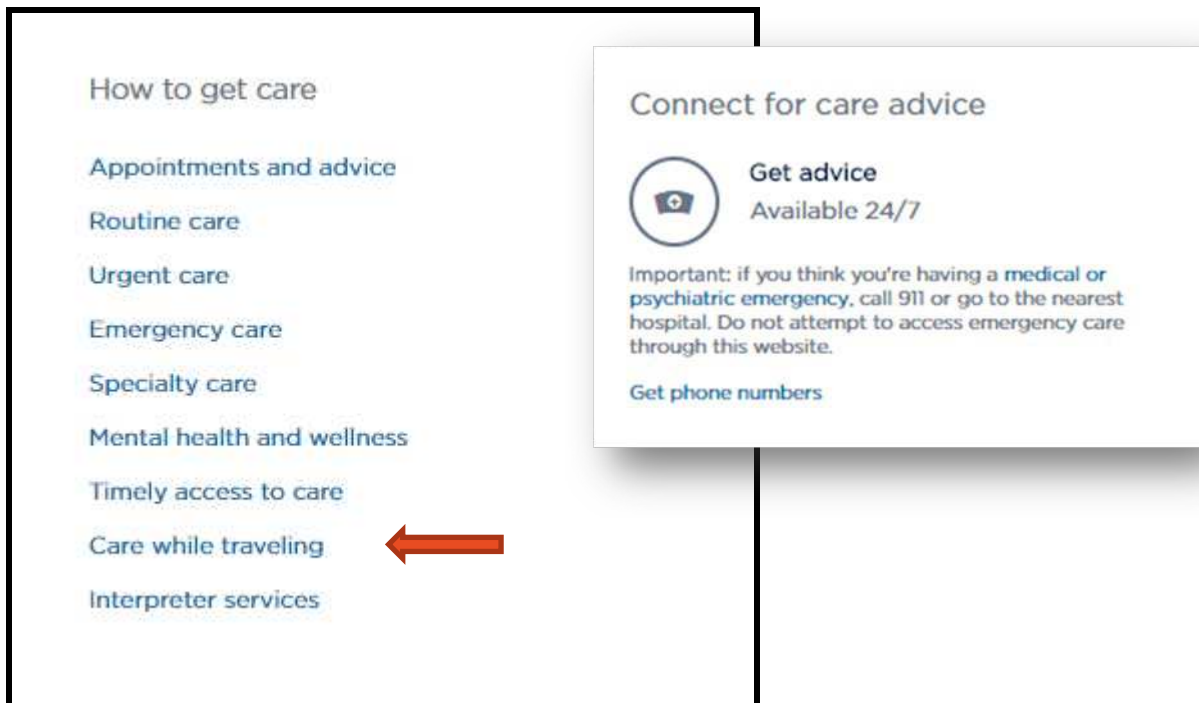 How to get care
Appointments and advice
Routine care
Urgent care
Emergency care
Specialty care
Mental health and wellness
Timely access to care
Care while traveling
Interpreter services
Connect for care advice
Get advice
Available 24/7
Important: if you think you're having a medical or
psychiatric emergency, call 911 or go to the nearest
hospital. Do not attempt to access emergency care
through this website.
Get phone numbers